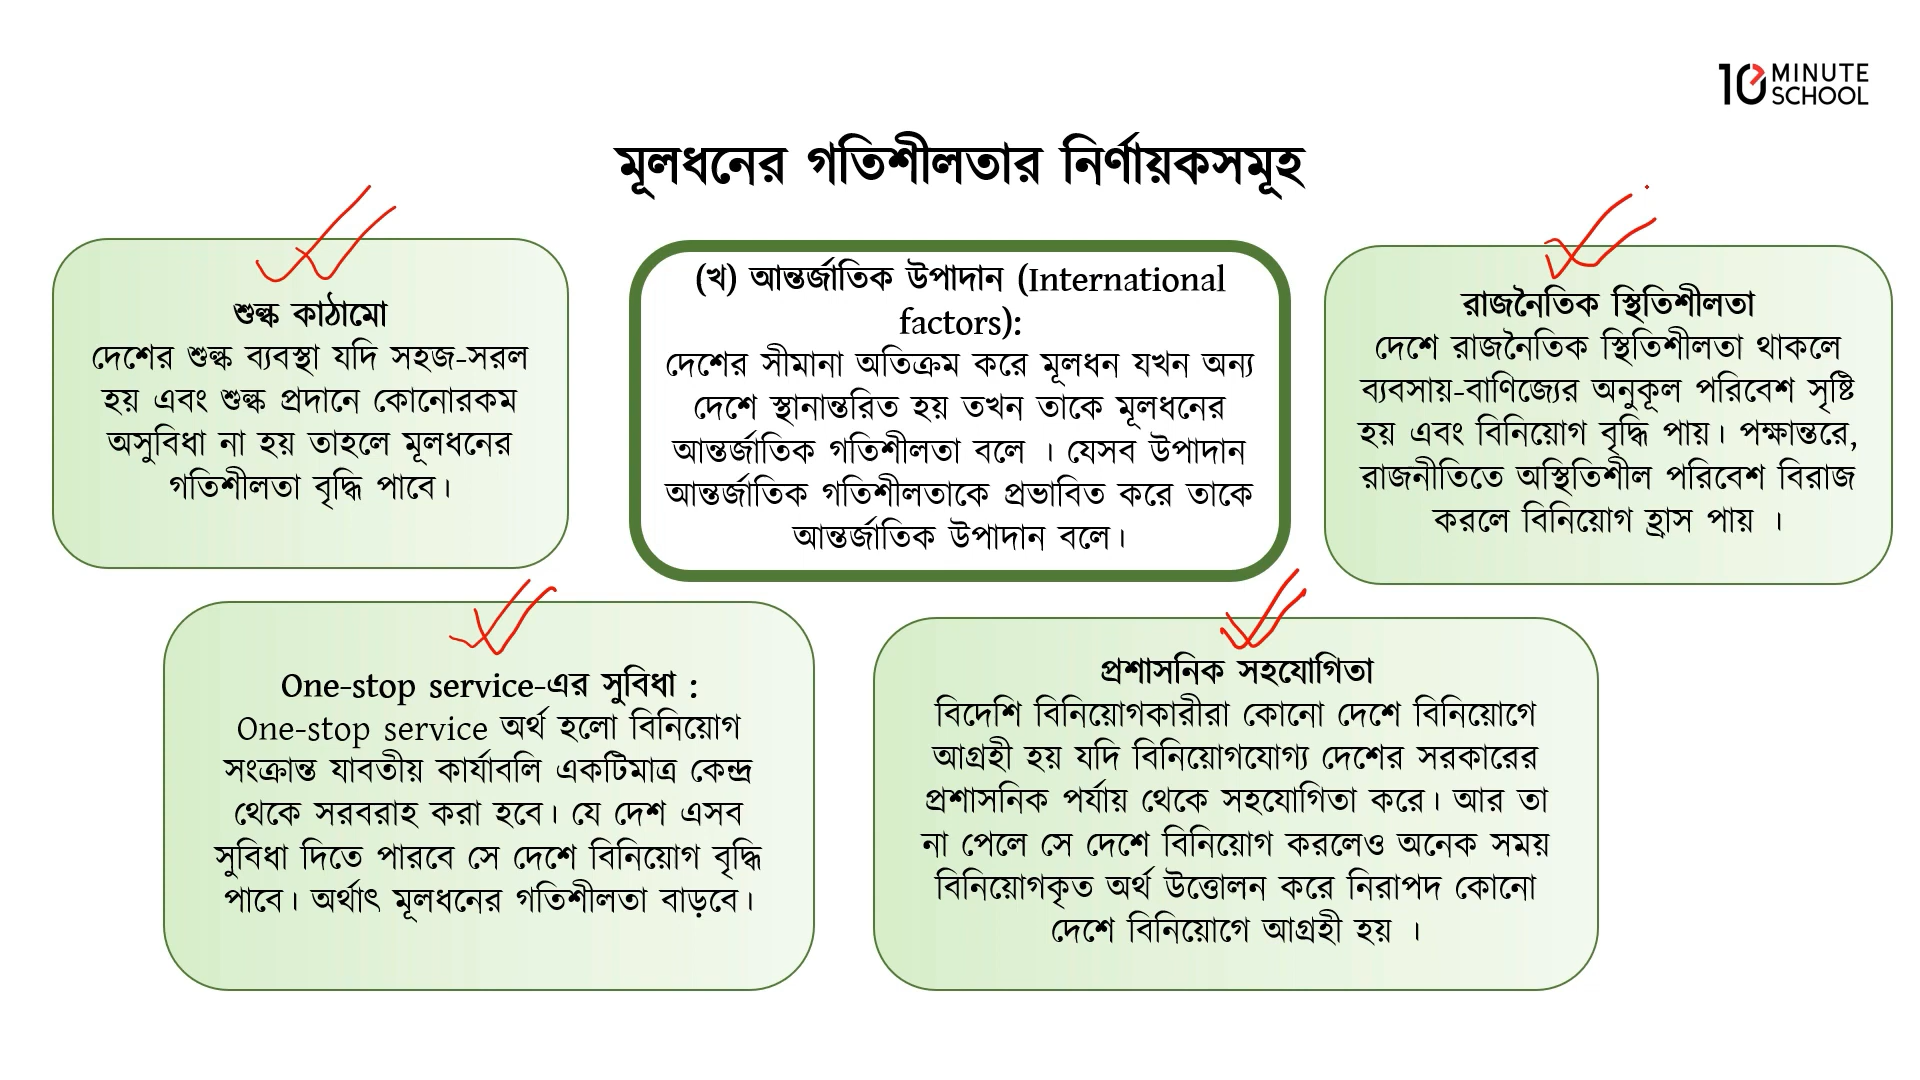 10 MINUTE
SCHOOL
মূলধনের গতিশীলতার নির্ণায়কসমূহ
শুল্ক কাঠামো
দেশের শুল্ক ব্যবস্থা যদি সহজ-সরল
হয় এবং শুল্ক প্রদানে কোনোরকম
অসুবিধা না হয় তাহলে মূলধনের
গতিশীলতা বৃদ্ধি পাবে।
(খ) আন্তর্জাতিক উপাদান (International
factors):
দেশের সীমানা অতিক্রম করে মূলধন যখন অন্য
দেশে স্থানান্তরিত হয় তখন তাকে মূলধনের
আন্তর্জাতিক গতিশীলতা বলে । যেসব উপাদান
আন্তর্জাতিক গতিশীলতাকে প্রভাবিত করে তাকে
আন্তর্জাতিক উপাদান বলে।
রাজনৈতিক স্থিতিশীলতা
দেশে রাজনৈতিক স্থিতিশীলতা থাকলে
ব্যবসায়-বাণিজ্যের অনুকূল পরিবেশ সৃষ্টি
হয় এবং বিনিয়োগ বৃদ্ধি পায়। পক্ষান্তরে,
রাজনীতিতে অস্থিতিশীল পরিবেশ বিরাজ
করলে বিনিয়োগ হ্রাস পায় ।
One-stop service-এর সুবিধা :
One-stop service অর্থ হলো বিনিয়োগ
সংক্রান্ত যাবতীয় কার্যাবলি একটিমাত্র কেন্দ্র
থেকে সরবরাহ করা হবে। যে দেশ এসব
সুবিধা দিতে পারবে সে দেশে বিনিয়োগ বৃদ্ধি
পাবে। অর্থাৎ মূলধনের গতিশীলতা বাড়বে।
প্রশাসনিক সহযোগিতা
বিদেশি বিনিয়োগকারীরা কোনো দেশে বিনিয়োগে
আগ্রহী হয় যদি বিনিয়োগযোগ্য দেশের সরকারের
প্রশাসনিক পর্যায় থেকে সহযোগিতা করে। আর তা
না পেলে সে দেশে বিনিয়োগ করলেও অনেক সময়
বিনিয়োগকৃত অর্থ উত্তোলন করে নিরাপদ কোনো
দেশে বিনিয়োগে আগ্রহী হয় ।